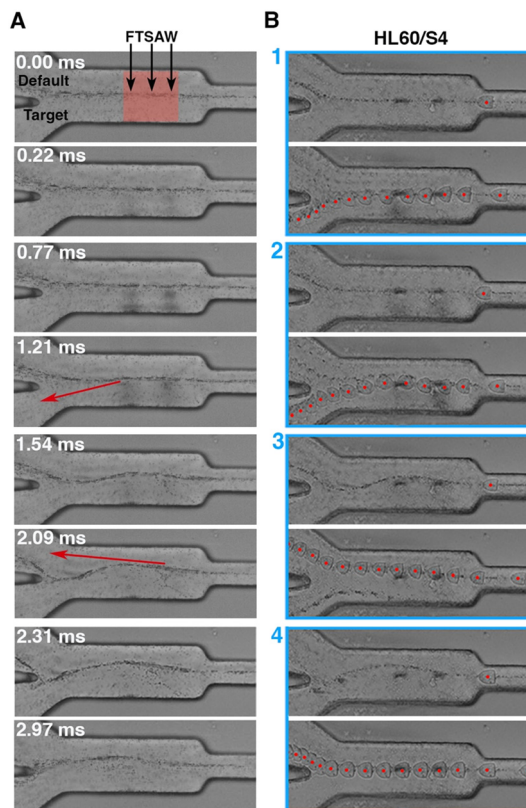 A
FTSAW
0.00 ms
Default
Target
0.22 ms
0.77 ms
1.21 ms
1.54 ms
2.09 ms
2.31 ms
2.97 ms
B
HL60/S4
1
2
3
4